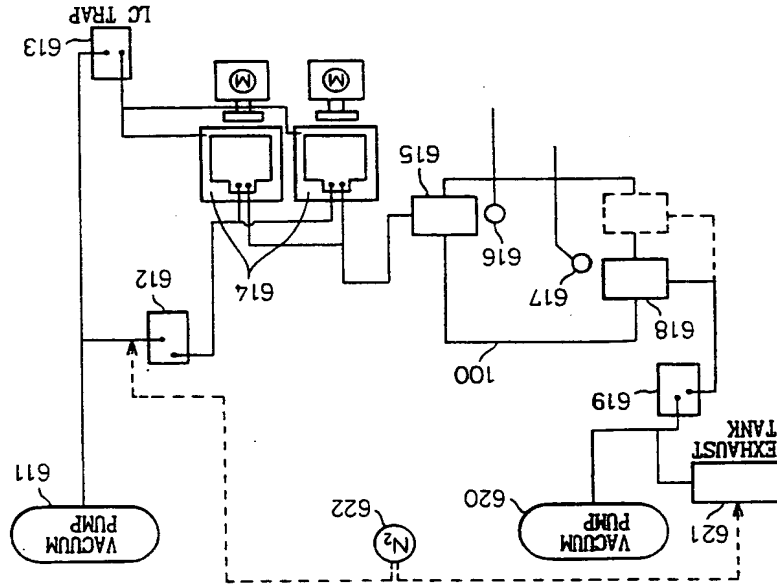 N₂
622
VACUUM
PUMP
620
621
VACUUM
PUMP
611
EXHAUST
TANK
619
100
618
612
617
614
616
615
M
M
613
LC TRAP